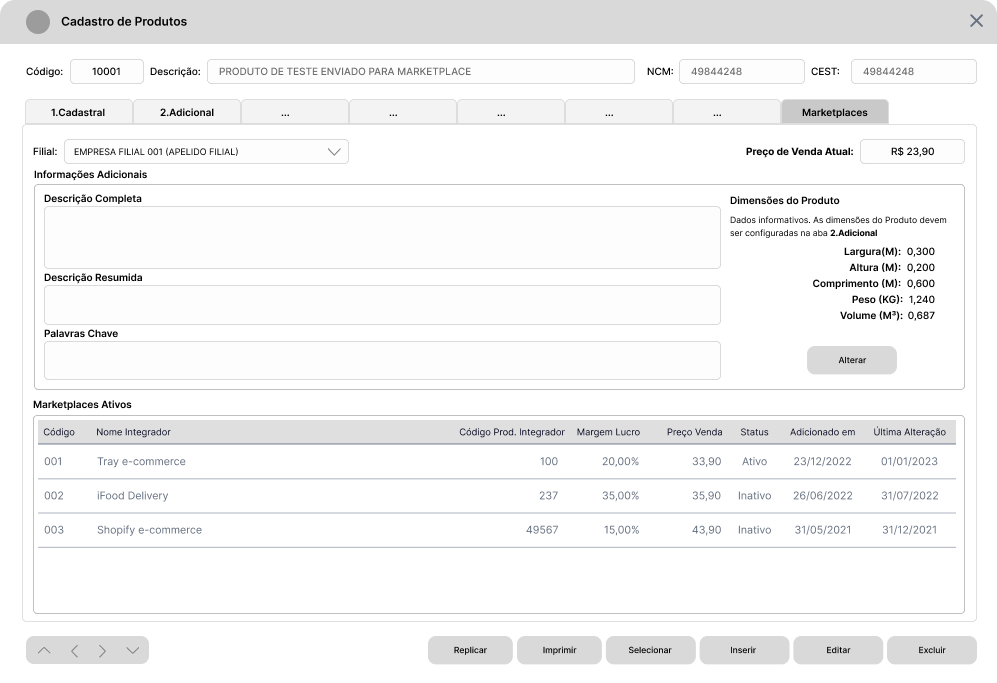 Cadastro de Produtos
Código: 10001 Descrição: PRODUTO DE TESTE ENVIADO PARA MARKETPLACE NCM: 49844248 CEST: 49844248
1.Cadastral 2.Adicional ... ... ... ... ... Marketplaces
Filial: EMPRESA FILIAL 001 (APELIDO FILIAL) Preço de Venda Atual: R$ 23,90
Informações Adicionais
Descrição Completa
Dimensões do Produto
Dados informativos. As dimensões do Produto devem
ser configuradas na aba 2.Adicional
Largura(M): 0,300
Altura (M): 0,200
Comprimento (M): 0,600
Peso (KG): 1,240
Volume (M³): 0,687
Descrição Resumida
Palavras Chave
Alterar
Marketplaces Ativos
Código Nome Integrador Código Prod. Integrador Margem Lucro Preço Venda Status Adicionado em Última Alteração
001 Tray e-commerce 100 20,00% 33,90 Ativo 23/12/2022 01/01/2023
002 iFood Delivery 237 35,00% 35,90 Inativo 26/06/2022 31/07/2022
003 Shopify e-commerce 49567 15,00% 43,90 Inativo 31/05/2021 31/12/2021
Replicar Imprimir Selecionar Inserir Editar Excluir